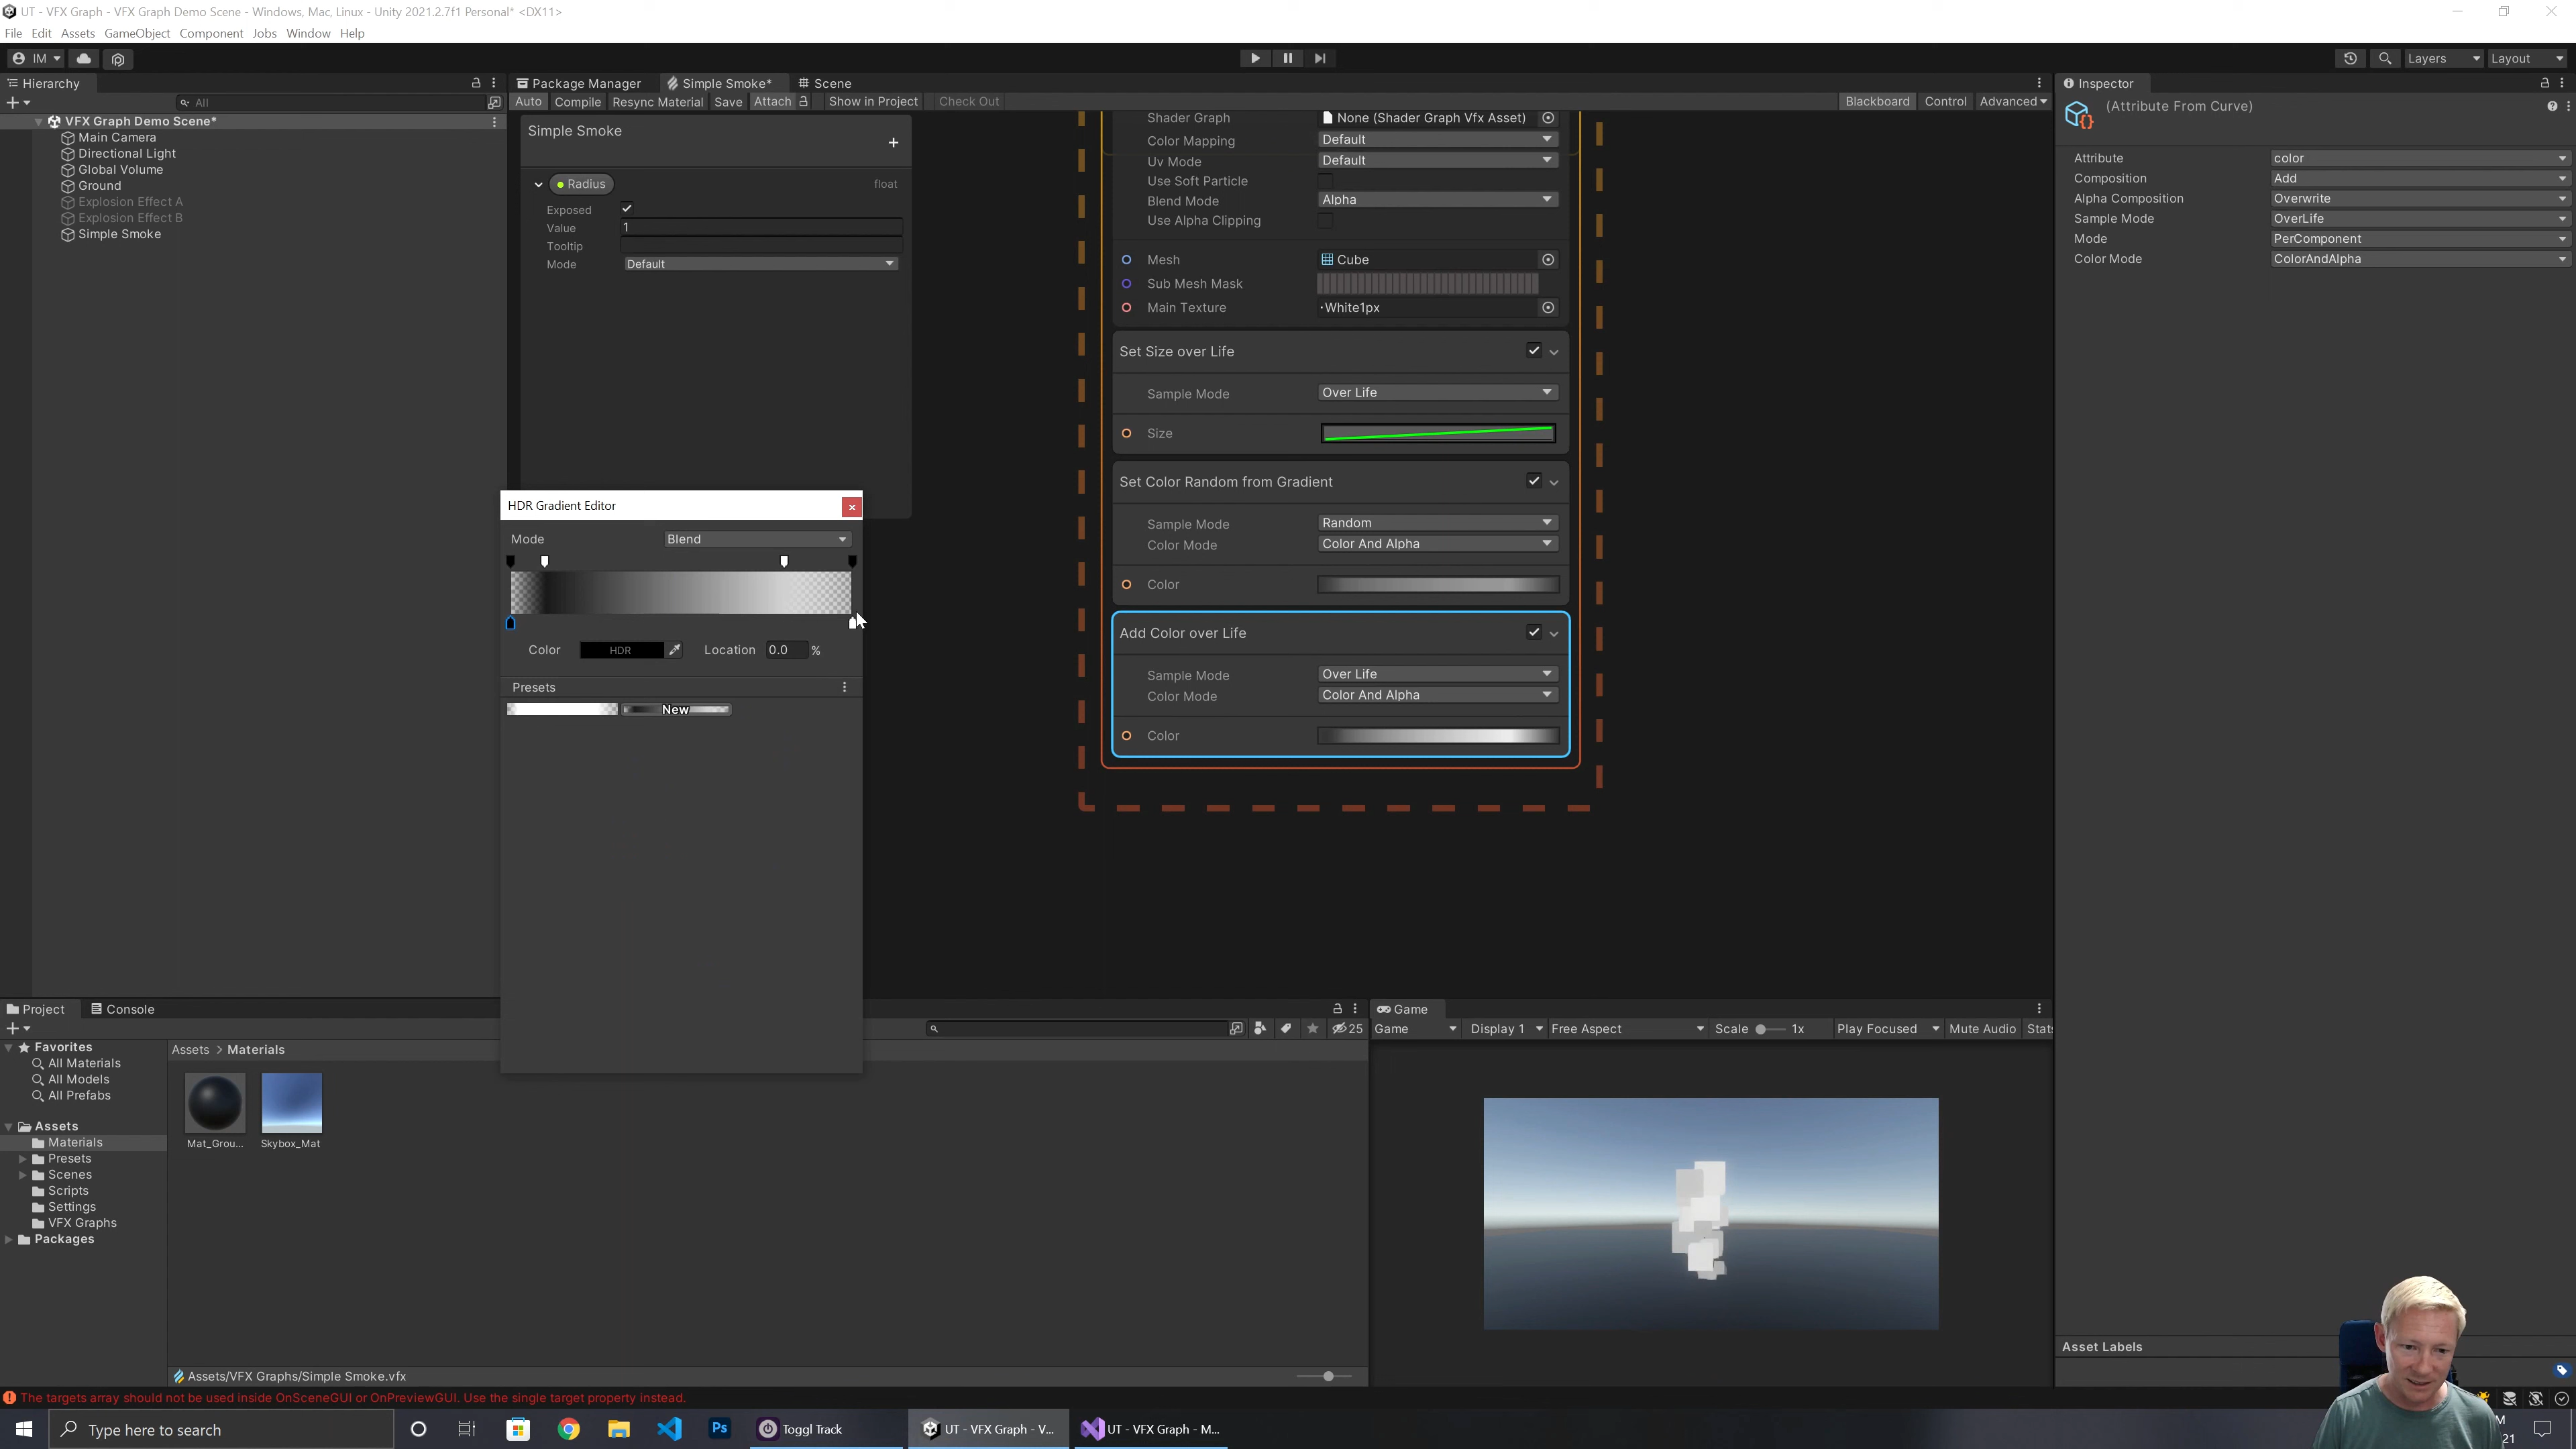 UT - VFX Graph - VFX Graph Demo Scene - Windows, Mac, Linux - Unity 2021.2.7f1 Personal* <DX11>
File Edit Assets GameObject Component Jobs Window Help
IM Layers Layout
Hierarchy
All
VFX Graph Demo Scene*
Main Camera
Directional Light
Global Volume
Ground
Explosion Effect A
Explosion Effect B
Simple Smoke
Package Manager Simple Smoke* Scene
Auto Compile Resync Material Save Attach Show in Project Check Out Blackboard Control Advanced
Simple Smoke
+
Radius float
Exposed
Value 1
Tooltip
Mode Default
Shader Graph None (Shader Graph Vfx Asset)
Color Mapping Default
Uv Mode Default
Use Soft Particle
Blend Mode Alpha
Use Alpha Clipping
Mesh Cube
Sub Mesh Mask
Main Texture White1px
Set Size over Life
Sample Mode Over Life
Size
Set Color Random from Gradient
Sample Mode Random
Color Mode Color And Alpha
Color
Add Color over Life
Sample Mode Over Life
Color Mode Color And Alpha
Color
HDR Gradient Editor
Mode Blend
Color HDR Location 0.0 %
Presets
New
Inspector
(Attribute From Curve)
Attribute color
Composition Add
Alpha Composition Overwrite
Sample Mode OverLife
Mode PerComponent
Color Mode ColorAndAlpha
Asset Labels
Project Console
25
Favorites
All Materials
All Models
All Prefabs
Assets
Materials
Presets
Scenes
Scripts
Settings
VFX Graphs
Packages
Assets > Materials
Mat_Grou... Skybox_Mat
Assets/VFX Graphs/Simple Smoke.vfx
Game
Game Display 1 Free Aspect Scale 1x Play Focused Mute Audio Stats
The targets array should not be used inside OnSceneGUI or OnPreviewGUI. Use the single target property instead.
Type here to search
Ps
Toggl Track
UT - VFX Graph - V...
UT - VFX Graph - M...
M
21